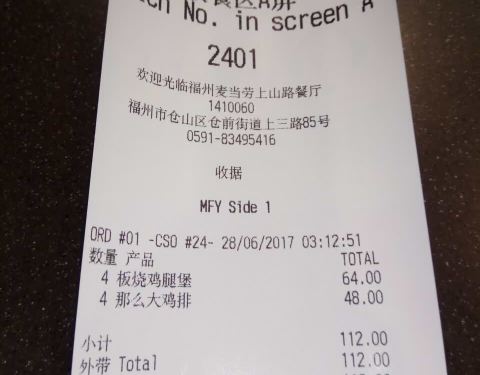 No. in screen A
2401
欢迎光临福州麦当劳上山路餐厅
1410060
福州市仓山区仓前街道上三路85号
0591-83495416
收据
MFY Side 1
ORD #01 -CSO #24- 28/06/2017 03:12:51
数量 产品 TOTAL
4 板烧鸡腿堡 64.00
4 那么大鸡排 48.00
小计 112.00
外带 Total 112.00